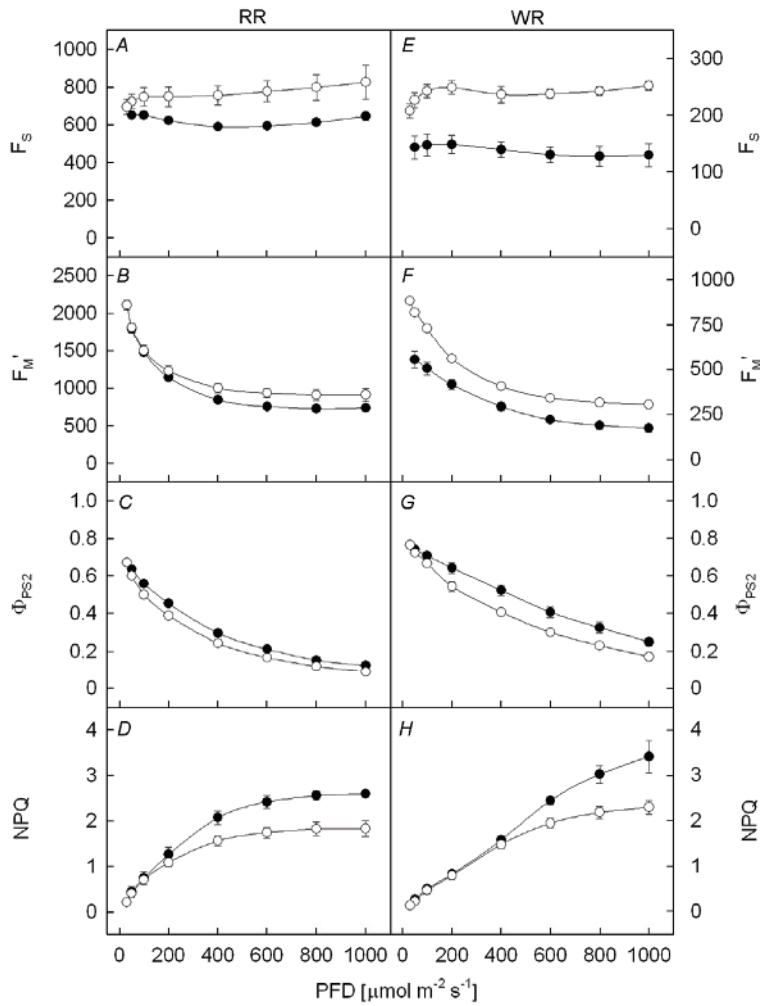 RR WR
A
1000
800
600
400
200
0
F_S
E
300
200
100
0
F_S
B
2500
2000
1500
1000
500
0
F_M'
F
1000
750
500
250
0
F_M'
C
1.0
0.8
0.6
0.4
0.2
0
Φ_PS2
G
1.0
0.8
0.6
0.4
0.2
0
Φ_PS2
D
4
3
2
1
0
NPQ
H
4
3
2
1
0
NPQ
0 200 400 600 800 1000 0 200 400 600 800 1000
PFD [μmol m⁻² s⁻¹]